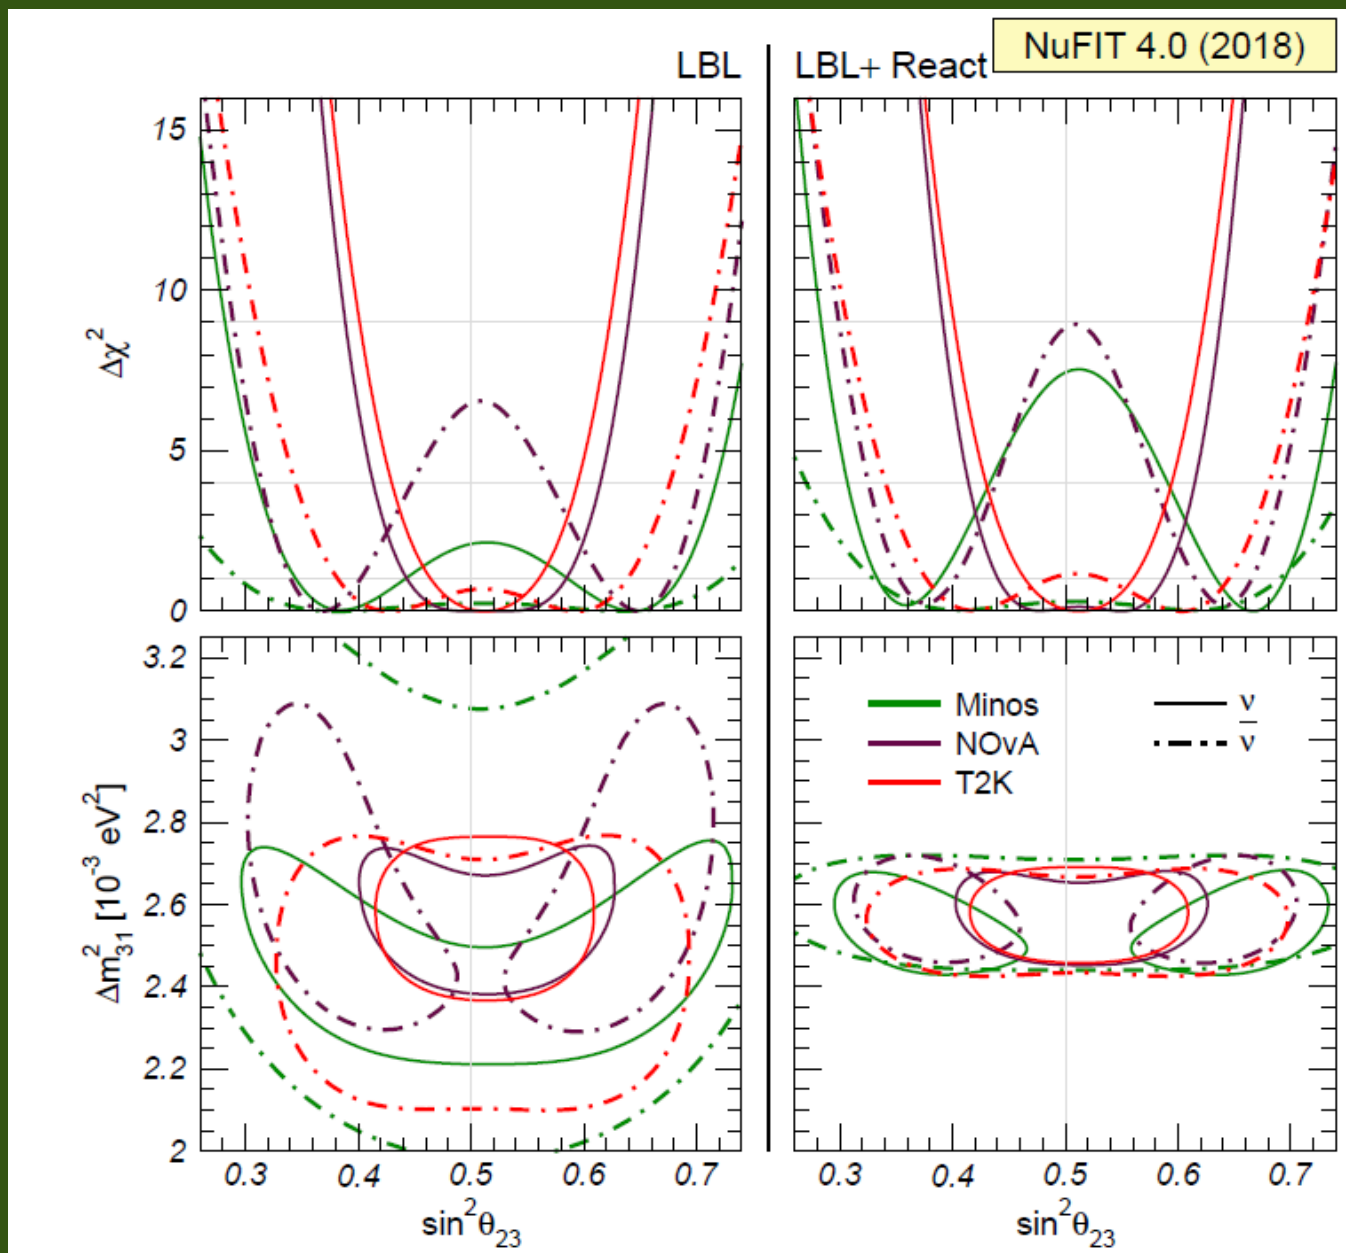 NuFIT 4.0 (2018)
LBL
LBL+ React
15
10
5
0
Δχ²
3.2
3
2.8
2.6
2.4
2.2
2
Δm²₃₁ [10⁻³ eV²]
Minos
NOvA
T2K
ν
ν̅
0.3 0.4 0.5 0.6 0.7
0.3 0.4 0.5 0.6 0.7
sin²θ₂₃
sin²θ₂₃